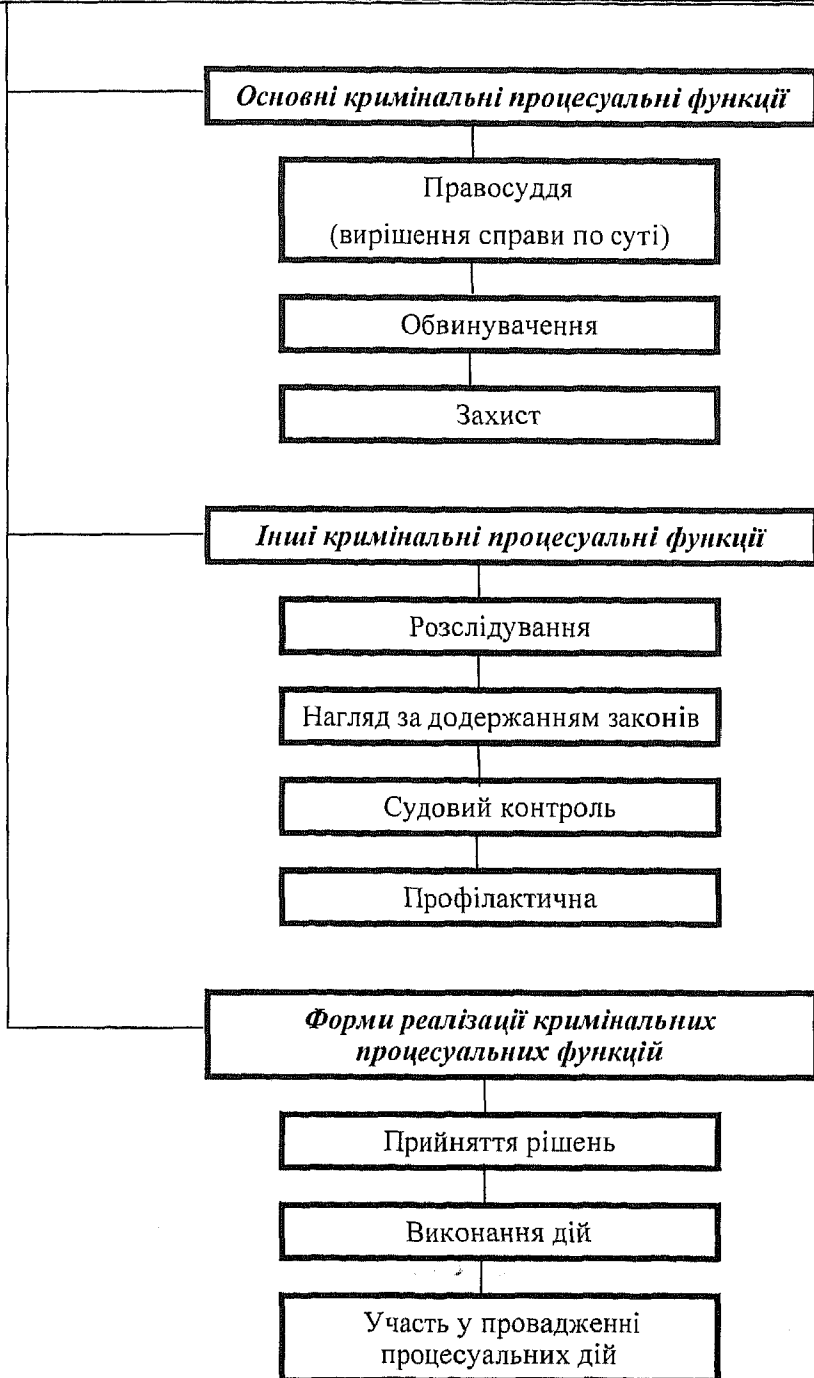 Основні кримінальні процесуальні функції
Правосуддя
(вирішення справи по суті)
Обвинувачення
Захист
Інші кримінальні процесуальні функції
Розслідування
Нагляд за додержанням законів
Судовий контроль
Профілактична
Форми реалізації кримінальних
процесуальних функцій
Прийняття рішень
Виконання дій
Участь у провадженні
процесуальних дій